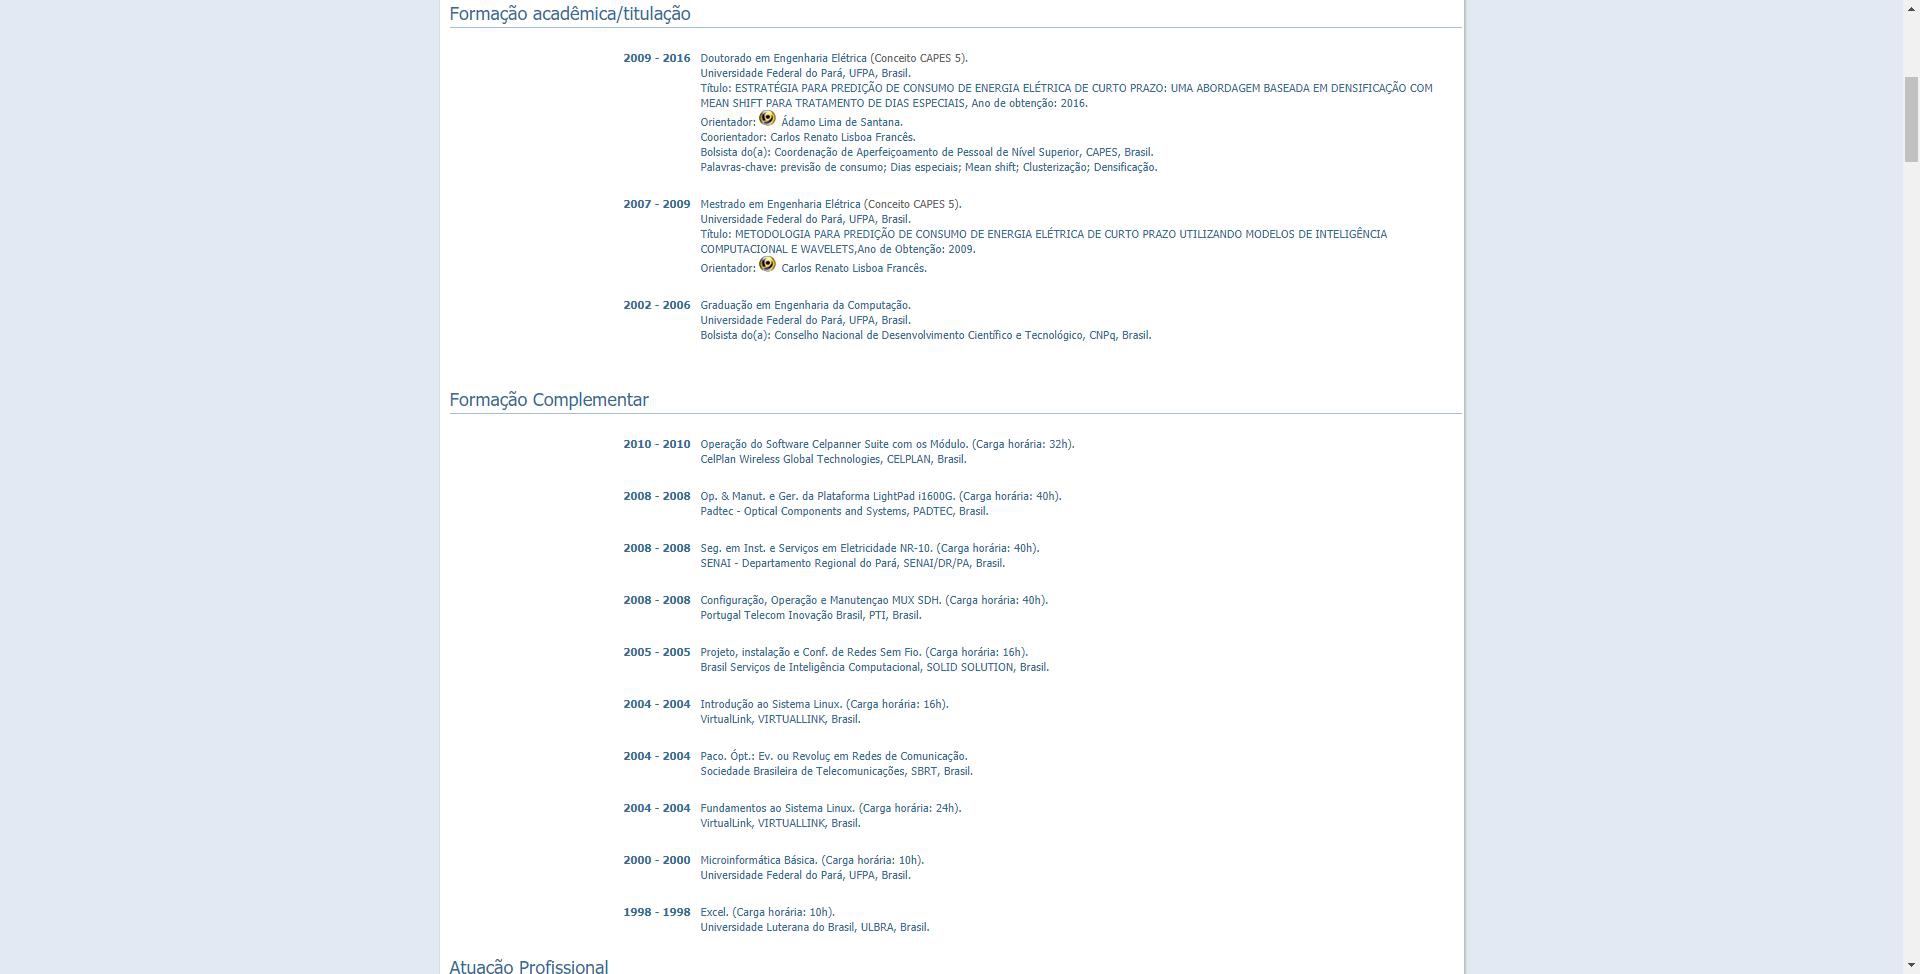 Formação acadêmica/titulação
2009 - 2016 Doutorado em Engenharia Elétrica (Conceito CAPES 5).
Universidade Federal do Pará, UFPA, Brasil.
Título: ESTRATÉGIA PARA PREDIÇÃO DE CONSUMO DE ENERGIA ELÉTRICA DE CURTO PRAZO: UMA ABORDAGEM BASEADA EM DENSIFICAÇÃO COM
MEAN SHIFT PARA TRATAMENTO DE DIAS ESPECIAIS, Ano de obtenção: 2016.
Orientador: Ádamo Lima de Santana.
Coorientador: Carlos Renato Lisboa Francês.
Bolsista do(a): Coordenação de Aperfeiçoamento de Pessoal de Nível Superior, CAPES, Brasil.
Palavras-chave: previsão de consumo; Dias especiais; Mean shift; Clusterização; Densificação.
2007 - 2009 Mestrado em Engenharia Elétrica (Conceito CAPES 5).
Universidade Federal do Pará, UFPA, Brasil.
Título: METODOLOGIA PARA PREDIÇÃO DE CONSUMO DE ENERGIA ELÉTRICA DE CURTO PRAZO UTILIZANDO MODELOS DE INTELIGÊNCIA
COMPUTACIONAL E WAVELETS,Ano de Obtenção: 2009.
Orientador: Carlos Renato Lisboa Francês.
2002 - 2006 Graduação em Engenharia da Computação.
Universidade Federal do Pará, UFPA, Brasil.
Bolsista do(a): Conselho Nacional de Desenvolvimento Científico e Tecnológico, CNPq, Brasil.
Formação Complementar
2010 - 2010 Operação do Software Celpanner Suite com os Módulo. (Carga horária: 32h).
CelPlan Wireless Global Technologies, CELPLAN, Brasil.
2008 - 2008 Op. & Manut. e Ger. da Plataforma LightPad i1600G. (Carga horária: 40h).
Padtec - Optical Components and Systems, PADTEC, Brasil.
2008 - 2008 Seg. em Inst. e Serviços em Eletricidade NR-10. (Carga horária: 40h).
SENAI - Departamento Regional do Pará, SENAI/DR/PA, Brasil.
2008 - 2008 Configuração, Operação e Manutençao MUX SDH. (Carga horária: 40h).
Portugal Telecom Inovação Brasil, PTI, Brasil.
2005 - 2005 Projeto, instalação e Conf. de Redes Sem Fio. (Carga horária: 16h).
Brasil Serviços de Inteligência Computacional, SOLID SOLUTION, Brasil.
2004 - 2004 Introdução ao Sistema Linux. (Carga horária: 16h).
VirtualLink, VIRTUALLINK, Brasil.
2004 - 2004 Paco. Ópt.: Ev. ou Revoluç em Redes de Comunicação.
Sociedade Brasileira de Telecomunicações, SBRT, Brasil.
2004 - 2004 Fundamentos ao Sistema Linux. (Carga horária: 24h).
VirtualLink, VIRTUALLINK, Brasil.
2000 - 2000 Microinformática Básica. (Carga horária: 10h).
Universidade Federal do Pará, UFPA, Brasil.
1998 - 1998 Excel. (Carga horária: 10h).
Universidade Luterana do Brasil, ULBRA, Brasil.
Atuação Profissional